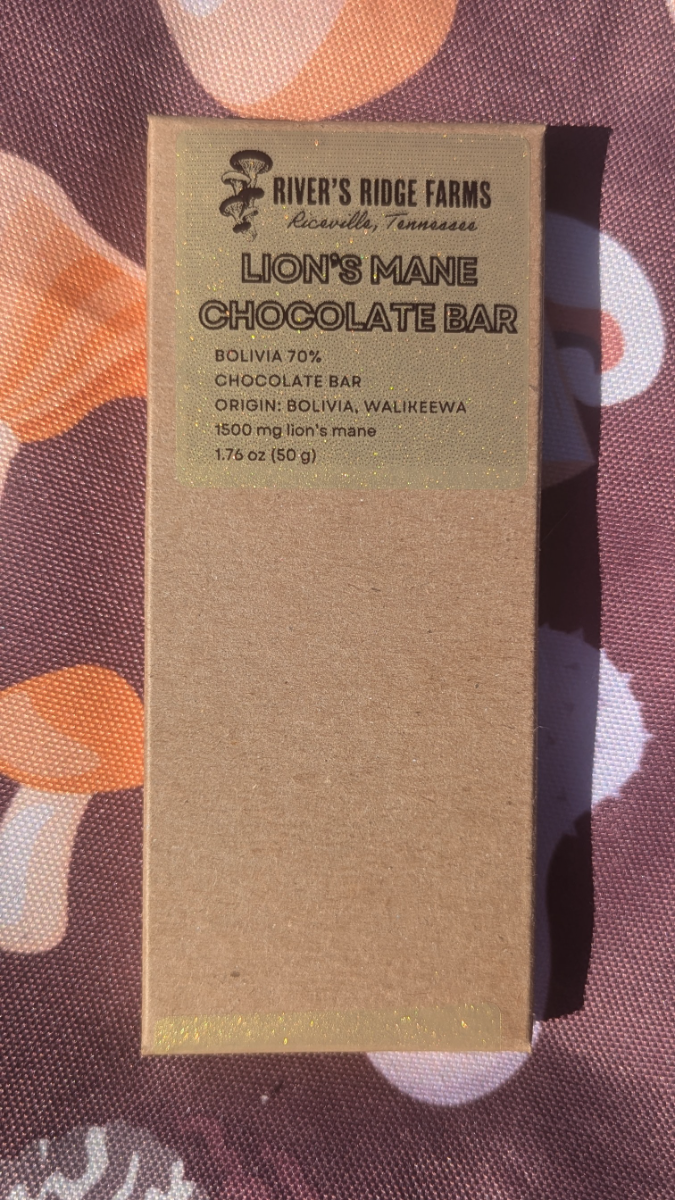 RIVER'S RIDGE FARMS
Riceville, Tennessee
LION'S MANE
CHOCOLATE BAR
BOLIVIA 70%
CHOCOLATE BAR
ORIGIN: BOLIVIA, WALIKEEWA
1500 mg lion's mane
1.76 oz (50 g)